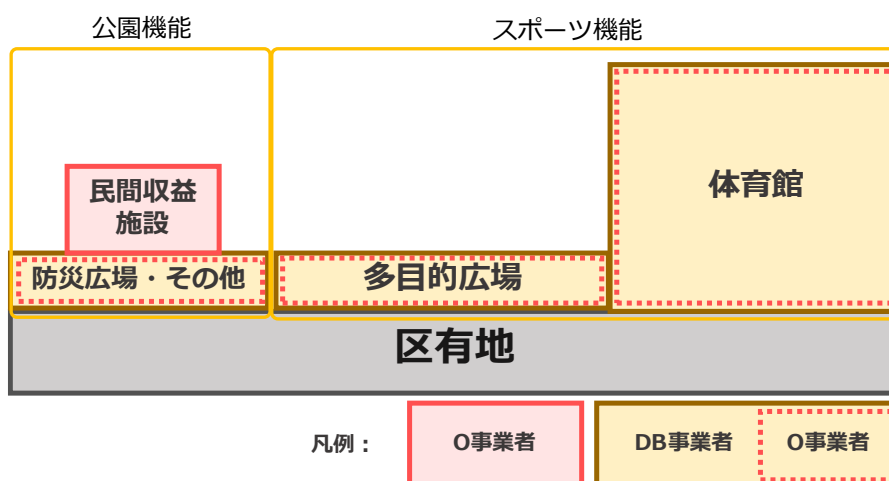 公園機能
スポーツ機能
民間収益
施設
体育館
防災広場・その他
多目的広場
区有地
凡例：
O事業者
DB事業者
O事業者